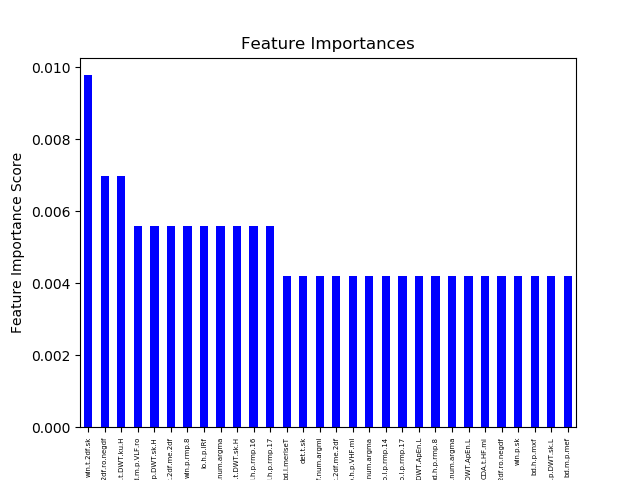 Feature Importances
Feature Importance Score
0.010
0.008
0.006
0.004
0.002
0.000
win.t.2df.sk
2df.ro.negdf
.t.DWT.ku.H
l.m.p.VLF.ro
p.DWT.sk.H
.2df.me.2df
win.p.rmp.8
lo.h.p.IRf
num.argma
.t.DWT.sk.H
.h.p.rmp.16
.h.p.rmp.17
bd.l.meriseT
det.t.sk
.num.argmi
.2df.me.2df
.h.p.VHF.mi
num.argma
o.l.p.rmp.14
o.l.p.rmp.17
DWT.ApEn.L
d.h.p.rmp.8
num.argma
DWT.ApEn.L
CDA.t.HF.mi
2df.ro.negdf
win.p.sk
bd.h.p.mxf
.p.DWT.sk.L
bd.m.p.mef